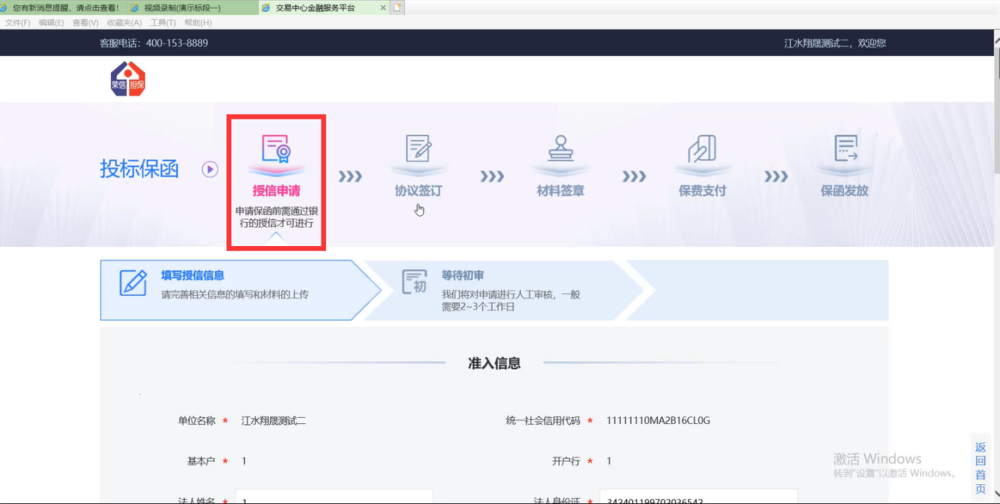 您有新消息提醒，请点击查看！ 视频录制(演示标段一) 交易中心金融服务平台
文件(F) 编辑(E) 查看(V) 收藏夹(A) 工具(T) 帮助(H)
客服电话：400-153-8889 江水翔晟测试二，欢迎您
荣信 担保
投标保函
授信申请 协议签订 材料签章 保费支付 保函发放
申请保函前需通过银
行的授信才可进行
填写授信信息
请完善相关信息的填写和材料的上传
初
等待初审
我们将对申请进行人工审核，一般
需要2~3个工作日
准入信息
单位名称 * 江水翔晟测试二 统一社会信用代码 * 11111110MA2B16CL0G
基本户 * 1 开户行 * 1
法人姓名 * 1 法人身份证 * 342401199702036542
激活 Windows
转到"设置"以激活 Windows。
返
回
首
页